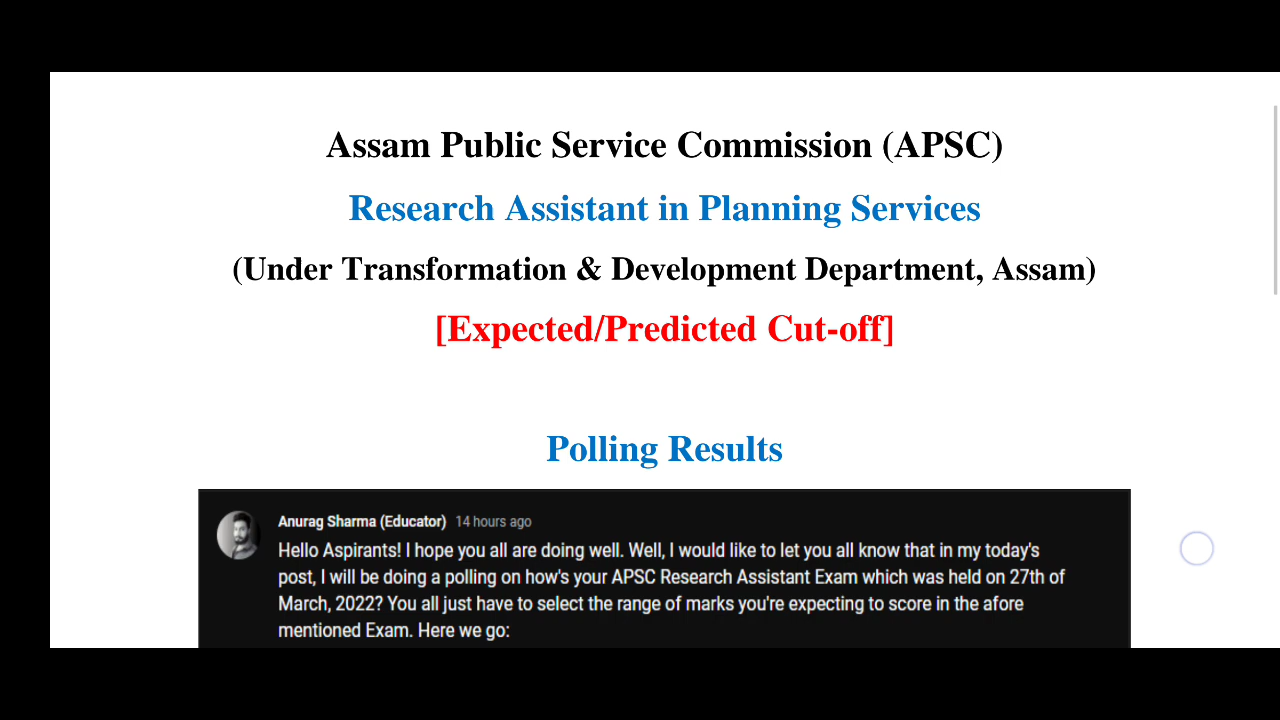 Assam Public Service Commission (APSC)
Research Assistant in Planning Services
(Under Transformation & Development Department, Assam)
[Expected/Predicted Cut-off]
Polling Results
Anurag Sharma (Educator) 14 hours ago
Hello Aspirants! I hope you all are doing well. Well, I would like to let you all know that in my today's
post, I will be doing a polling on how's your APSC Research Assistant Exam which was held on 27th of
March, 2022? You all just have to select the range of marks you're expecting to score in the afore
mentioned Exam. Here we go: